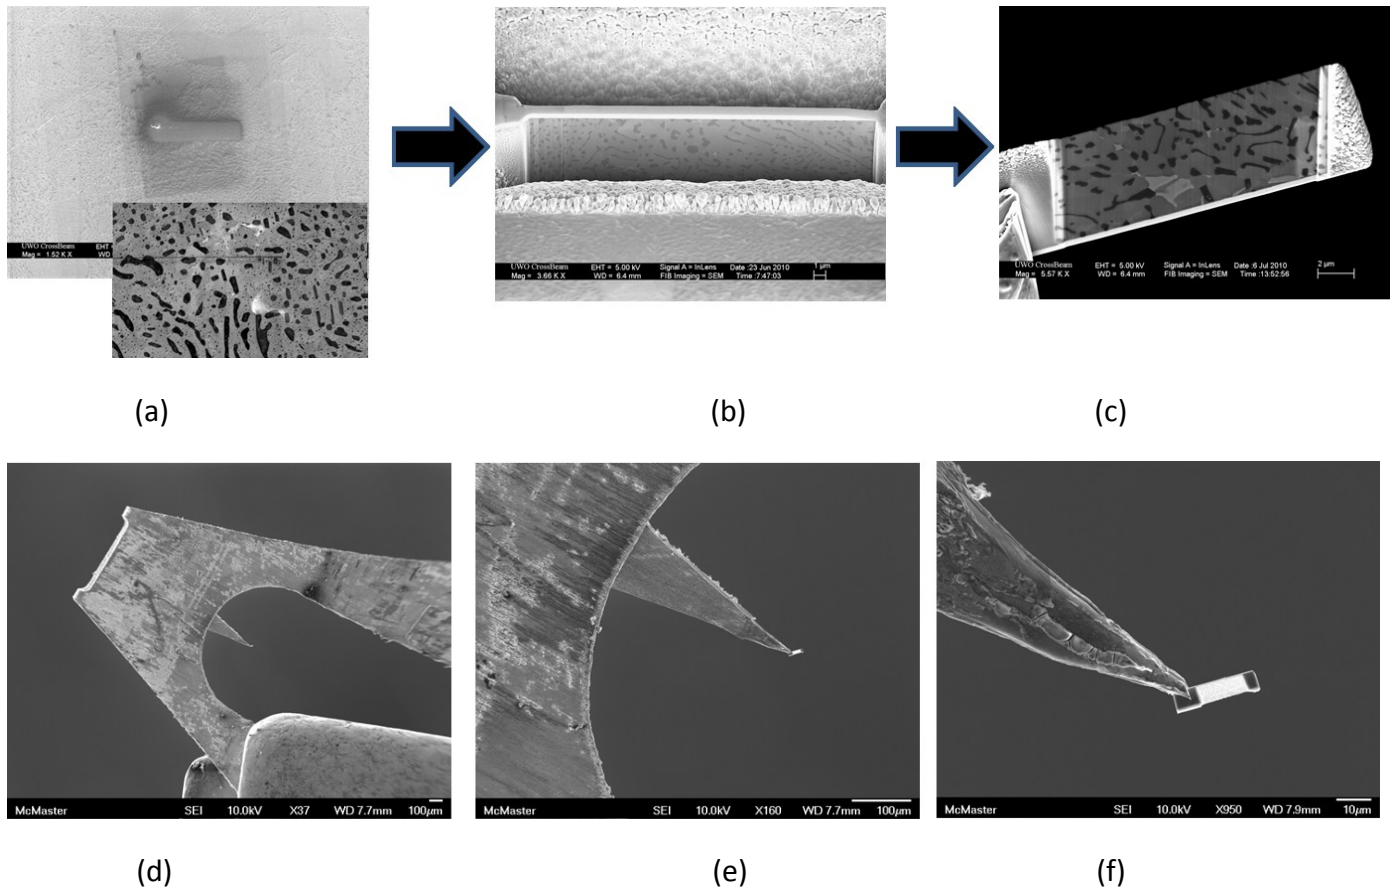 UWO CrossBeam EHT
Mag = 1.52 K X WD
UWO CrossBeam EHT = 5.00 kV Signal A = InLens Date :23 Jun 2010 1 µm
Mag = 3.66 K X WD = 6.4 mm FIB Imaging = SEM Time :7:47:03
UWO CrossBeam EHT = 5.00 kV Signal A = InLens Date :6 Jul 2010 2 µm
Mag = 5.57 K X WD = 6.4 mm FIB Imaging = SEM Time :13:52:56
(a) (b) (c)
McMaster SEI 10.0kV X37 WD 7.7mm 100µm
McMaster SEI 10.0kV X160 WD 7.7mm 100µm
McMaster SEI 10.0kV X950 WD 7.9mm 10µm
(d) (e) (f)